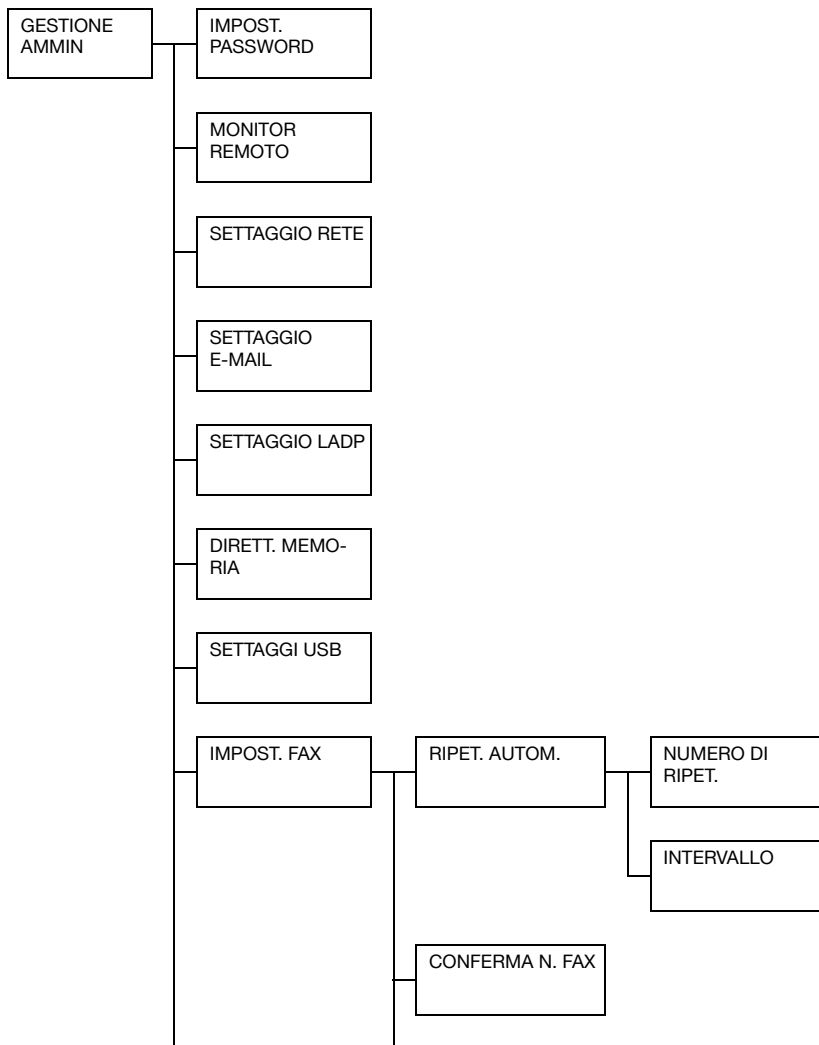 GESTIONE
AMMIN
IMPOST.
PASSWORD
MONITOR
REMOTO
SETTAGGIO RETE
SETTAGGIO
E-MAIL
SETTAGGIO LADP
DIRETT. MEMO-
RIA
SETTAGGI USB
IMPOST. FAX
RIPET. AUTOM.
NUMERO DI
RIPET.
INTERVALLO
CONFERMA N. FAX